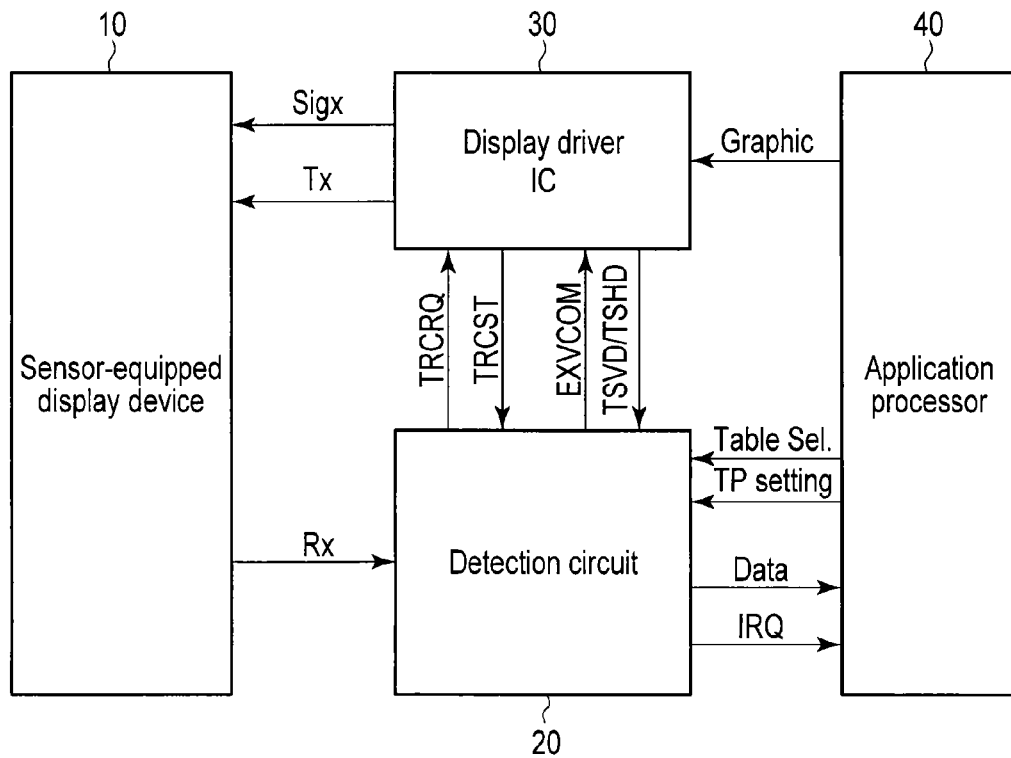 10
30
40
Sigx
Tx
Display driver
IC
Graphic
TRCRQ
TRCST
EXVCOM
TSVD/TSHD
Sensor-equipped
display device
Application
processor
Table Sel.
TP setting
Rx
Detection circuit
Data
IRQ
20